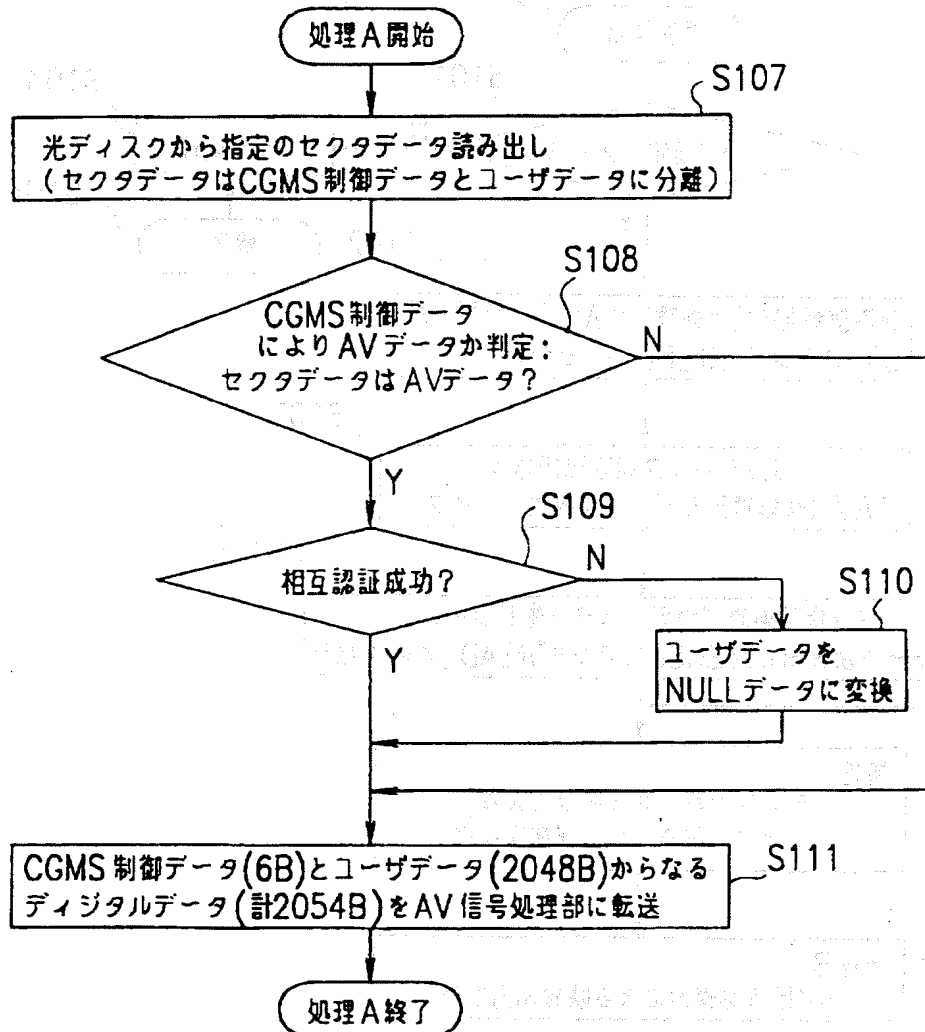 処理A開始
S107
光ディスクから指定のセクタデータ読み出し
(セクタデータはCGMS制御データとユーザデータに分離)
S108
CGMS制御データ
によりAVデータか判定:
セクタデータはAVデータ?
N
Y
S109
相互認証成功?
N
S110
Y
ユーザデータを
NULLデータに変換
CGMS制御データ(6B)とユーザデータ(2048B)からなる
ディジタルデータ(計2054B)をAV信号処理部に転送
S111
処理A終了